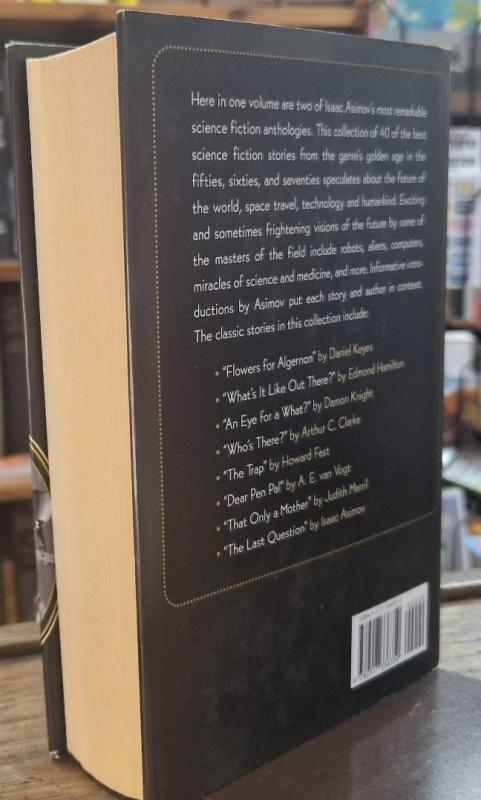 Here in one volume are two of Isaac Asimov's most remarkable
science fiction anthologies. This collection of 40 of the best
science fiction stories from the genre's golden age in the
fifties, sixties, and seventies speculates about the future of
the world, space travel, technology and humankind. Exciting
and sometimes frightening visions of the future by some of
the masters of the field include robots, aliens, computers,
miracles of science and medicine, and more. Informative intro-
ductions by Asimov put each story and author in context.
The classic stories in this collection include:
• "Flowers for Algernon" by Daniel Keyes
• "What's It Like Out There?" by Edmond Hamilton
• "An Eye for a What?" by Damon Knight
• "Who's There?" by Arthur C. Clarke
• "The Trap" by Howard Fast
• "Dear Pen Pal" by A. E. van Vogt
• "That Only a Mother" by Judith Merril
• "The Last Question" by Isaac Asimov